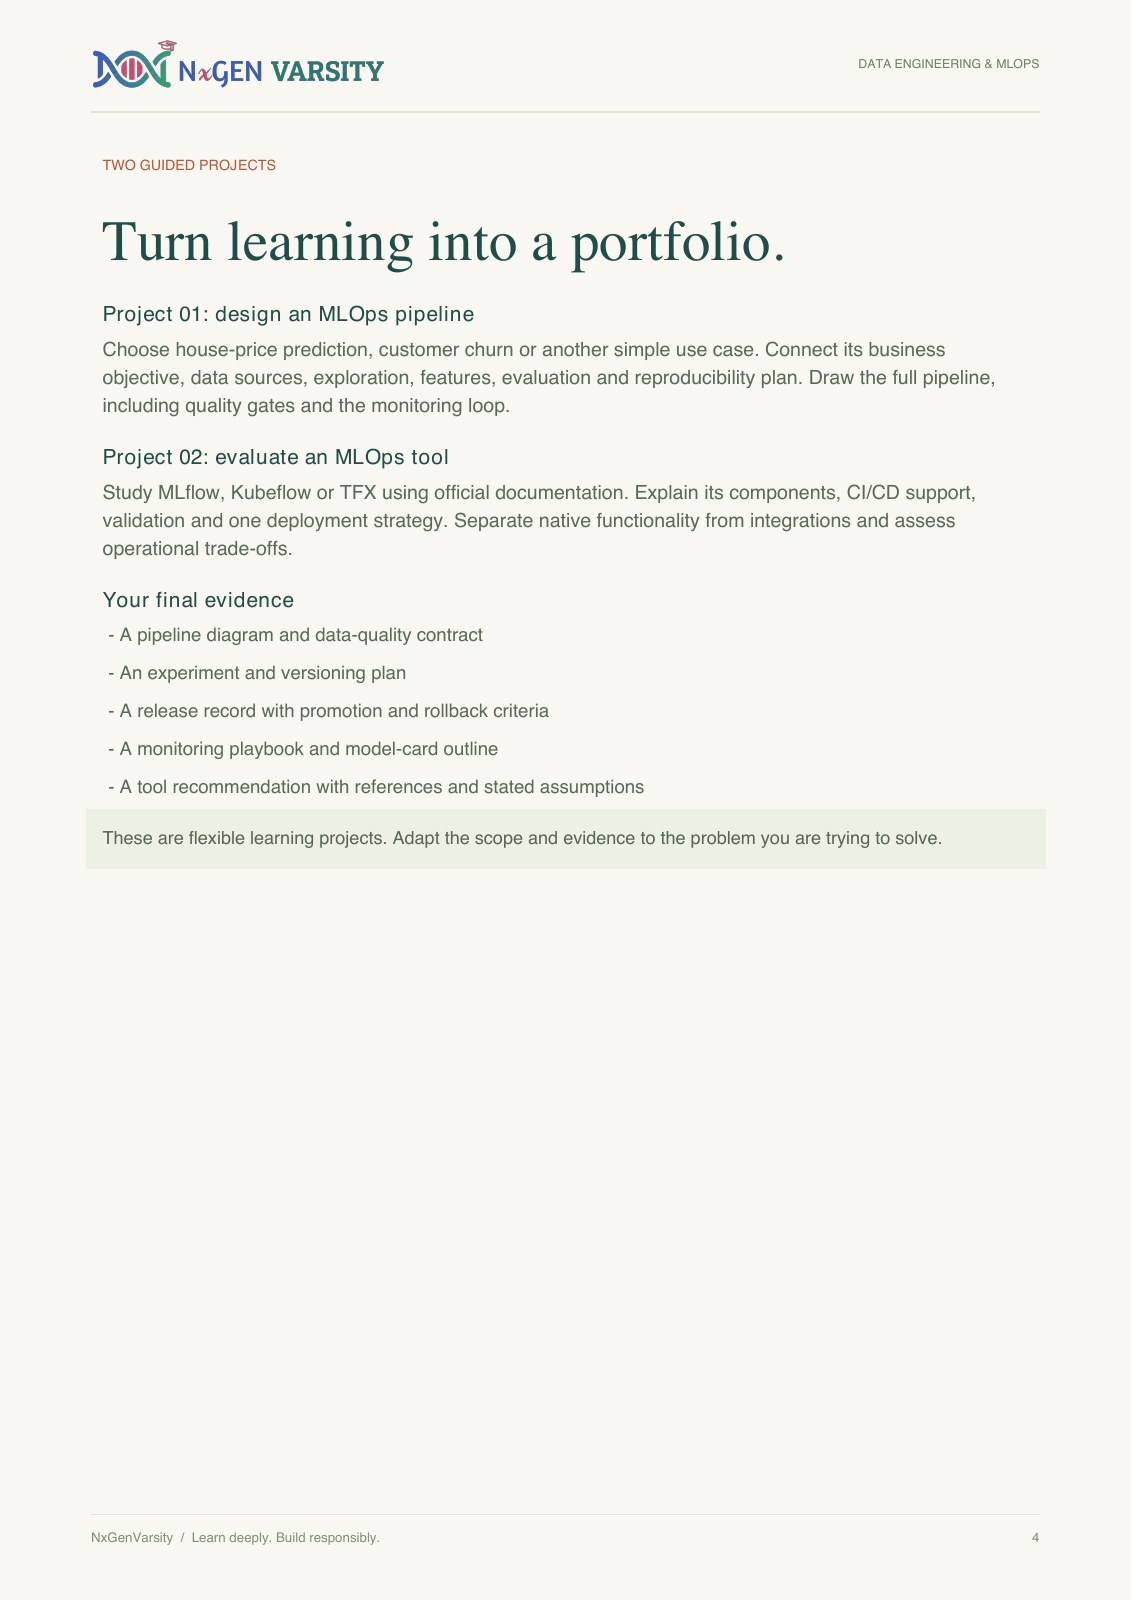 NxGEN VARSITY
DATA ENGINEERING & MLOPS
TWO GUIDED PROJECTS
Turn learning into a portfolio.
Project 01: design an MLOps pipeline
Choose house-price prediction, customer churn or another simple use case. Connect its business
objective, data sources, exploration, features, evaluation and reproducibility plan. Draw the full pipeline,
including quality gates and the monitoring loop.
Project 02: evaluate an MLOps tool
Study MLflow, Kubeflow or TFX using official documentation. Explain its components, CI/CD support,
validation and one deployment strategy. Separate native functionality from integrations and assess
operational trade-offs.
Your final evidence
- A pipeline diagram and data-quality contract
- An experiment and versioning plan
- A release record with promotion and rollback criteria
- A monitoring playbook and model-card outline
- A tool recommendation with references and stated assumptions
These are flexible learning projects. Adapt the scope and evidence to the problem you are trying to solve.
NxGenVarsity / Learn deeply. Build responsibly.
4